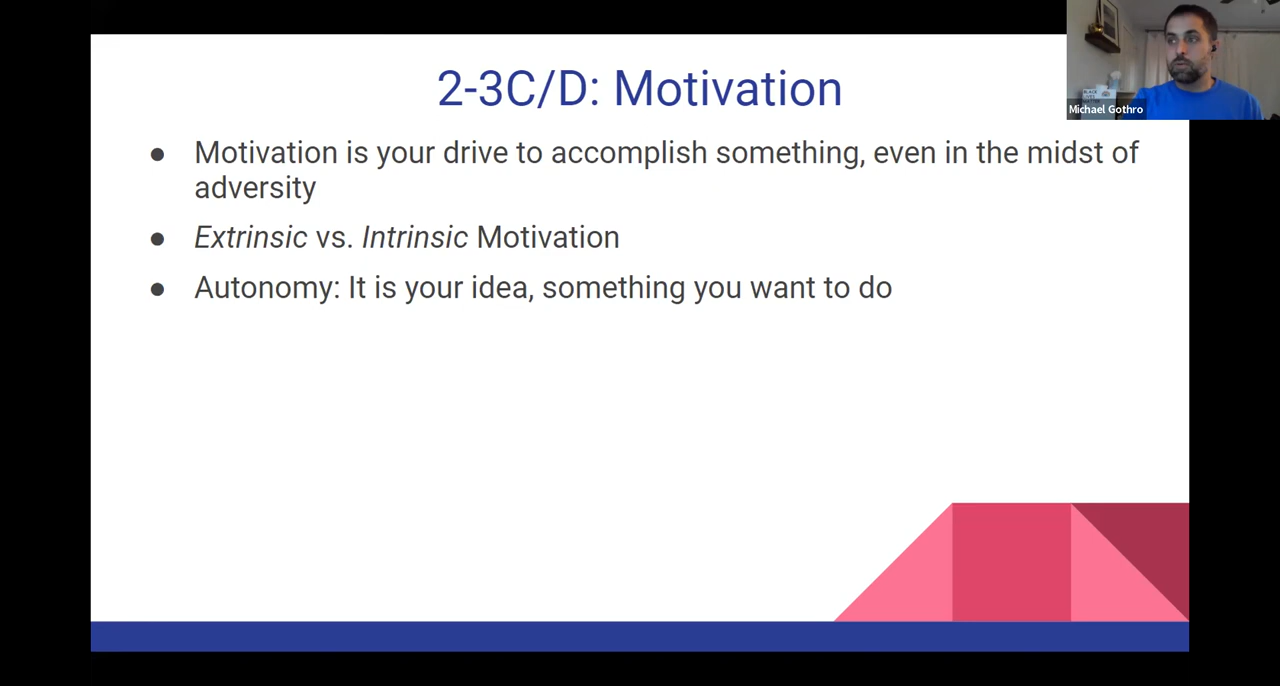 2-3C/D: Motivation
Michael Gothro
● Motivation is your drive to accomplish something, even in the midst of
adversity
● Extrinsic vs. Intrinsic Motivation
● Autonomy: It is your idea, something you want to do